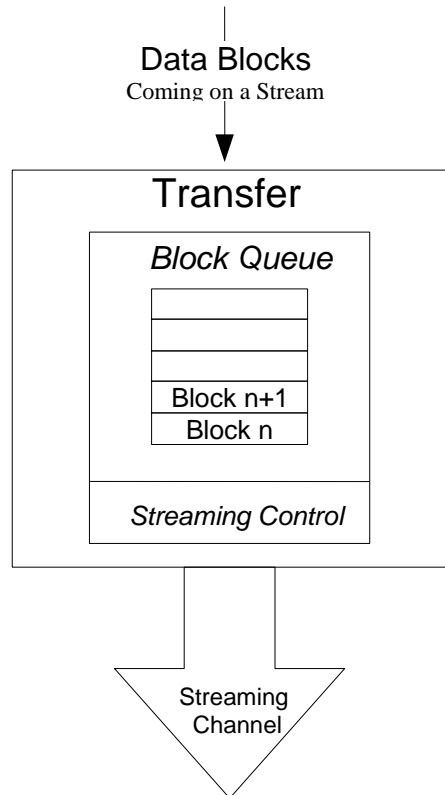 Data Blocks
Coming on a Stream
Transfer
Block Queue
Block n+1
Block n
Streaming Control
Streaming
Channel